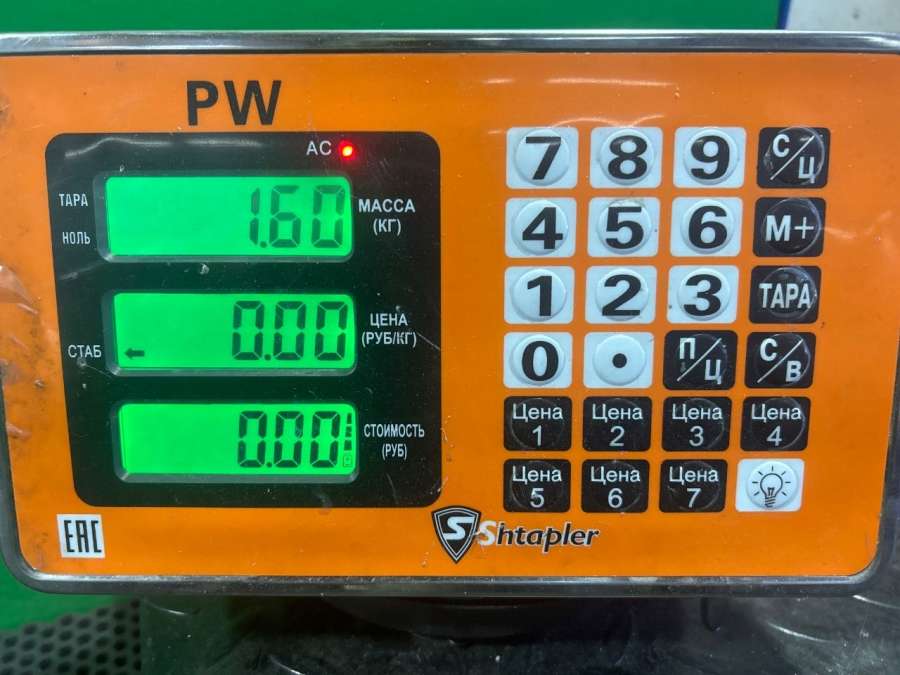 PW
AC
ТАРА
НОЛЬ
1.60
МАССА
(КГ)
СТАБ
0.00
ЦЕНА
(РУБ/КГ)
0.00
СТОИМОСТЬ
(РУБ)
7 8 9 С/Ц
4 5 6 М+
1 2 3 ТАРА
0 • П/Ц С/В
Цена 1 Цена 2 Цена 3 Цена 4
Цена 5 Цена 6 Цена 7
EAC
S Shtapler